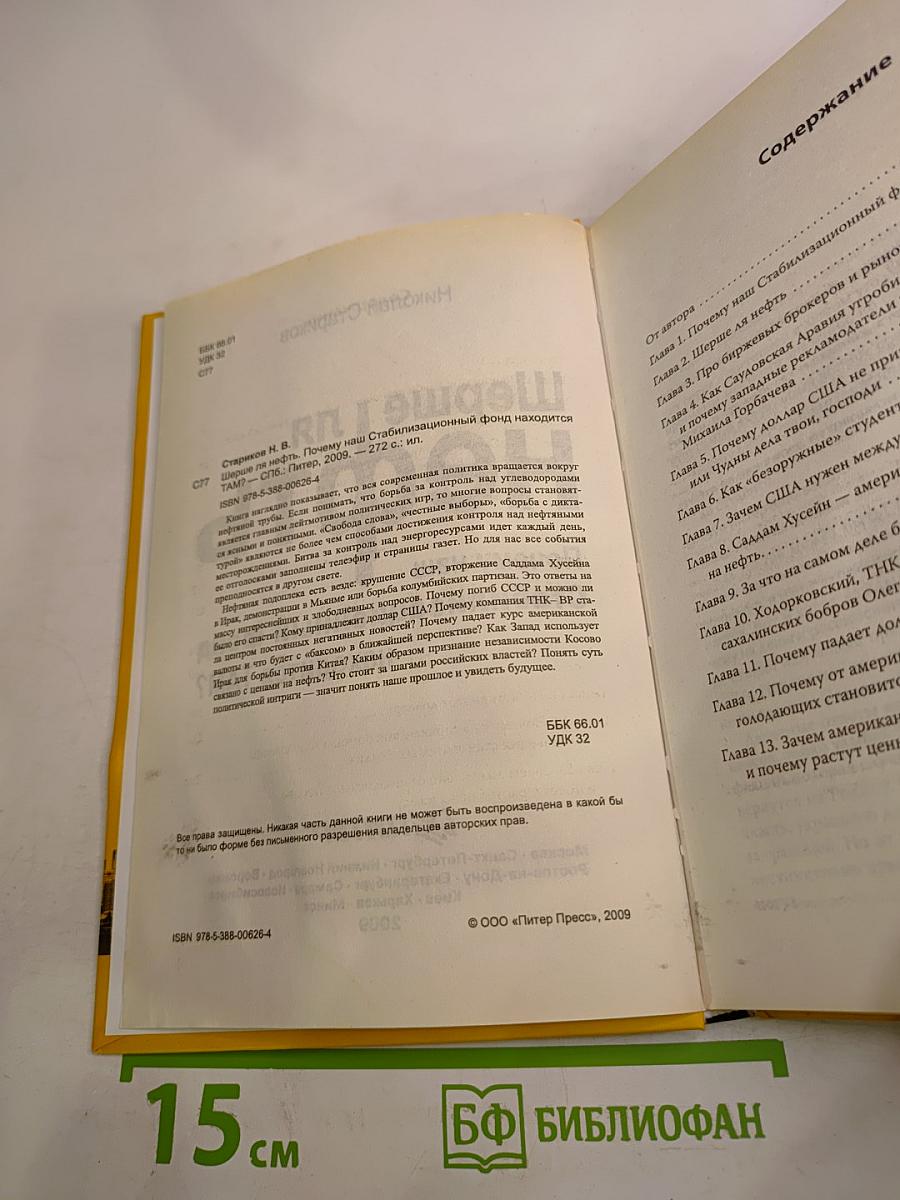 ББК 66.01
УДК 32
С77
Стариков Н. В.
С77 Шерше ля нефть. Почему наш Стабилизационный фонд находится
ТАМ? — СПб.: Питер, 2009. — 272 с.: ил.
ISBN 978-5-388-00626-4
Книга наглядно показывает, что вся современная политика вращается вокруг
нефтяной трубы. Если понимать, что борьба за контроль над углеводородами
является главным лейтмотивом политических игр, то многие вопросы становят-
ся ясными и понятными. «Свобода слова», «честные выборы», «борьба с дикта-
турой» являются не более чем способами достижения контроля над нефтяными
месторождениями. Битва за контроль над энергоресурсами идет каждый день,
ее отголосками заполнены телеэфир и страницы газет. Но для нас все события
преподносятся в другом свете.
Нефтяная подоплека есть везде: крушение СССР, вторжение Саддама Хусейна
в Ирак, демонстрации в Мьянме или борьба колумбийских партизан. Это ответы на
массу интереснейших и злободневных вопросов. Почему погиб СССР и можно ли
было его спасти? Кому принадлежит доллар США? Почему компания ТНК–ВР ста-
ла центром постоянных негативных новостей? Почему падает курс американской
валюты и что будет с «баксом» в ближайшей перспективе? Как Запад использует
Ирак для борьбы против Китая? Каким образом признание независимости Косово
связано с ценами на нефть? Что стоит за шагами российских властей? Понять суть
политической интриги — значит понять наше прошлое и увидеть будущее.
ББК 66.01
УДК 32
Все права защищены. Никакая часть данной книги не может быть воспроизведена в какой бы
то ни было форме без письменного разрешения владельцев авторских прав.
ISBN 978-5-388-00626-4
© ООО «Питер Пресс», 2009
Содержание
От автора
Глава 1. Почему наш Стабилизационный ф
Глава 2. Шерше ля нефть
Глава 3. Про биржевых брокеров и рыно
Глава 4. Как Саудовская Аравия угроби
и почему западные рекламодатели
Михаила Горбачева
Глава 5. Почему доллар США не при
или Чудны дела твои, господи
Глава 6. Как «безоружные» студент
Глава 7. Зачем США нужен между
Глава 8. Саддам Хусейн — амери
на нефть
Глава 9. За что на самом деле б
Глава 10. Ходорковский, ТНК
сахалинских бобров Олег
Глава 11. Почему падает дол
Глава 12. Почему от амери
голодающих становитс
Глава 13. Зачем американ
и почему растут цен
15 см
БФ БИБЛИОФАН